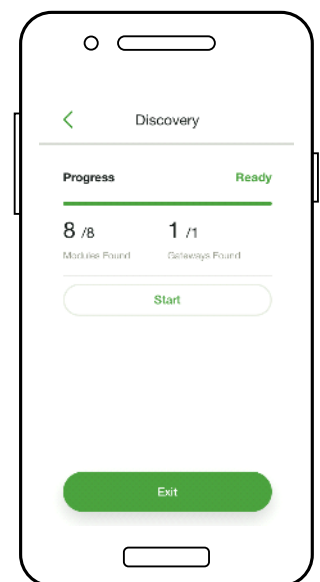 Discovery
Progress Ready
8 /8 1 /1
Modules Found Gateways Found
Start
Exit